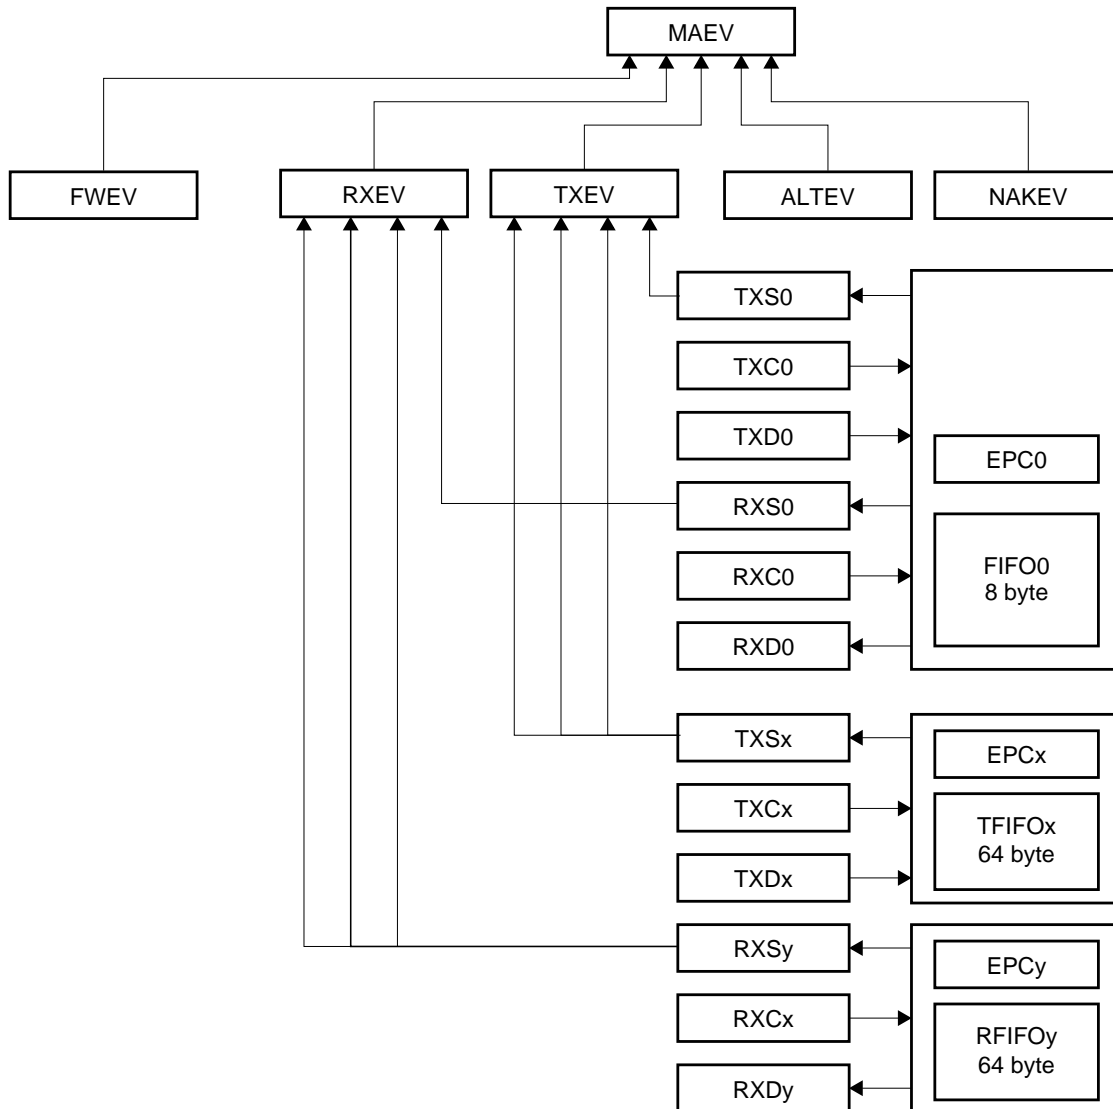 MAEV
FWEV
RXEV
TXEV
ALTEV
NAKEV
TXS0
TXC0
TXD0
EPC0
RXS0
FIFO0
8 byte
RXC0
RXD0
TXSx
EPCx
TXCx
TFIFOx
64 byte
TXDx
RXSy
EPCy
RXCx
RFIFOy
64 byte
RXDy